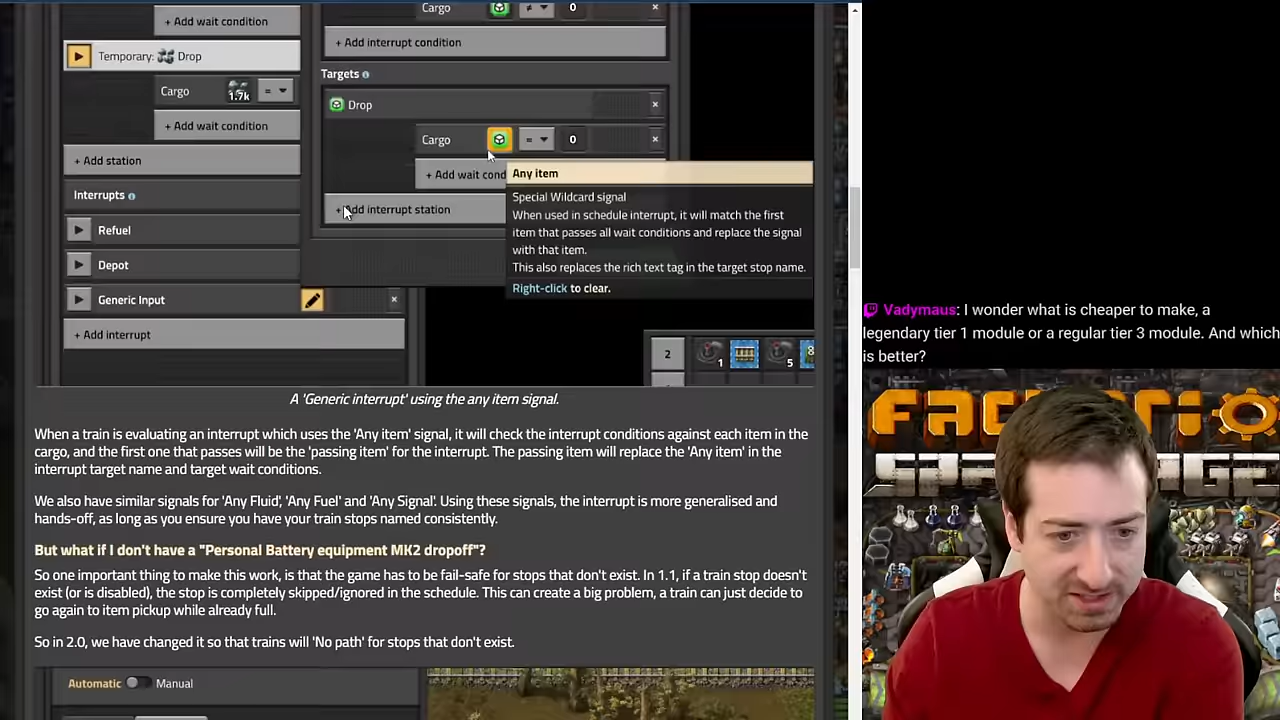 + Add wait condition
Cargo ≠ 0 ×
+ Add interrupt condition
Temporary: Drop
Targets
Drop ×
Cargo 1.7k =
Cargo = 0 ×
+ Add wait condition
+ Add wait cond
Any item
Special Wildcard signal
When used in schedule interrupt, it will match the first
item that passes all wait conditions and replace the signal
with that item.
This also replaces the rich text tag in the target stop name.
Right-click to clear.
+ Add station
+ Add interrupt station
Interrupts
Refuel
Depot
Generic Input ×
+ Add interrupt
2 1 5 8
A 'Generic interrupt' using the any item signal.
When a train is evaluating an interrupt which uses the 'Any item' signal, it will check the interrupt conditions against each item in the
cargo, and the first one that passes will be the 'passing item' for the interrupt. The passing item will replace the 'Any item' in the
interrupt target name and target wait conditions.
We also have similar signals for 'Any Fluid', 'Any Fuel' and 'Any Signal'. Using these signals, the interrupt is more generalised and
hands-off, as long as you ensure you have your train stops named consistently.
But what if I don't have a "Personal Battery equipment MK2 dropoff"?
So one important thing to make this work, is that the game has to be fail-safe for stops that don't exist. In 1.1, if a train stop doesn't
exist (or is disabled), the stop is completely skipped/ignored in the schedule. This can create a big problem, a train can just decide to
go again to item pickup while already full.
So in 2.0, we have changed it so that trains will 'No path' for stops that don't exist.
Automatic Manual
Vadymaus: I wonder what is cheaper to make, a
legendary tier 1 module or a regular tier 3 module. And which
is better?